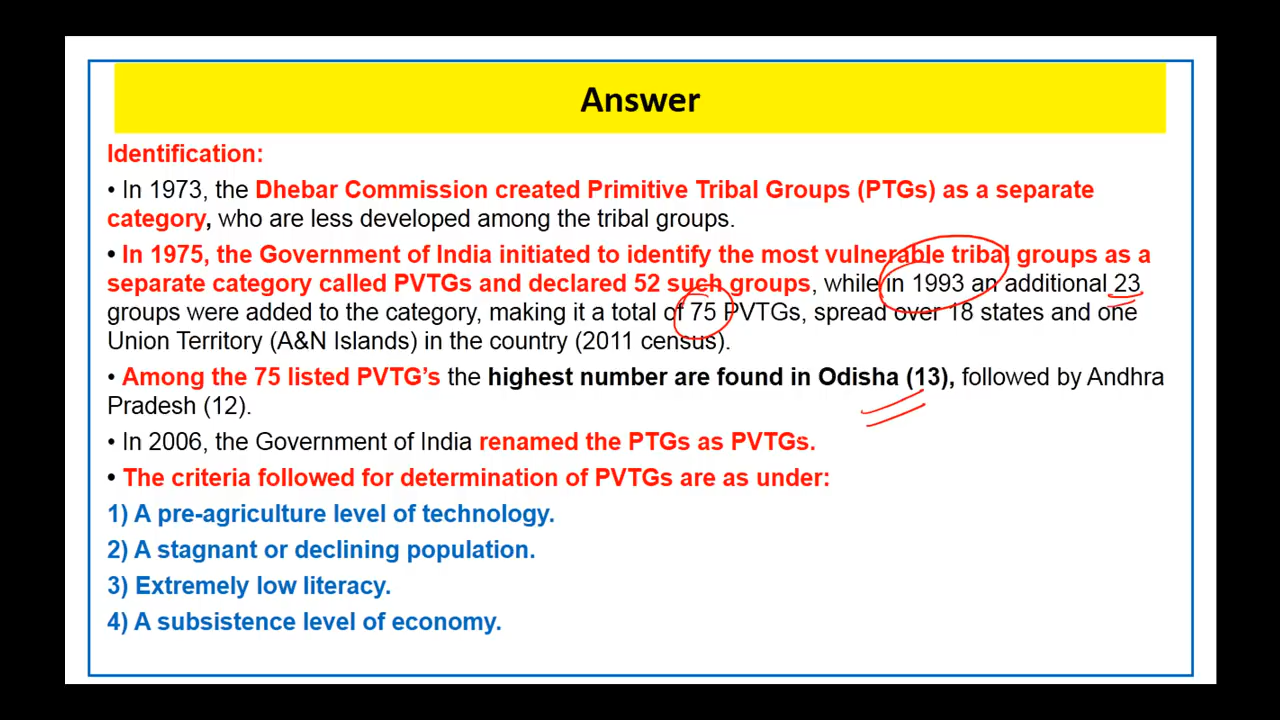 Answer
Identification:
• In 1973, the Dhebar Commission created Primitive Tribal Groups (PTGs) as a separate
category, who are less developed among the tribal groups.
• In 1975, the Government of India initiated to identify the most vulnerable tribal groups as a
separate category called PVTGs and declared 52 such groups, while in 1993 an additional 23
groups were added to the category, making it a total of 75 PVTGs, spread over 18 states and one
Union Territory (A&N Islands) in the country (2011 census).
• Among the 75 listed PVTG’s the highest number are found in Odisha (13), followed by Andhra
Pradesh (12).
• In 2006, the Government of India renamed the PTGs as PVTGs.
• The criteria followed for determination of PVTGs are as under:
1) A pre-agriculture level of technology.
2) A stagnant or declining population.
3) Extremely low literacy.
4) A subsistence level of economy.